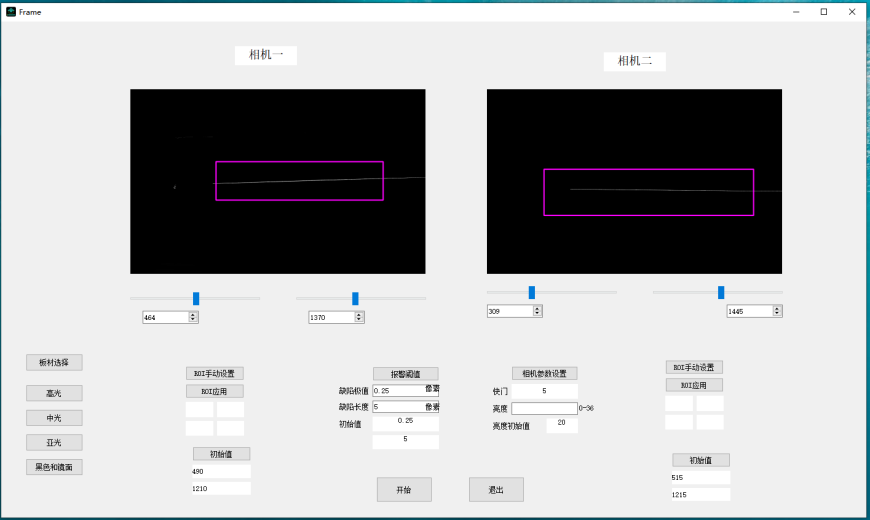 Frame
相机一
相机二
464
1370
309
1445
板材选择
高光
中光
亚光
黑色和镜面
ROI手动设置
ROI应用
初始值
490
1210
报警阈值
缺陷极值 0.25 像素
缺陷长度 5 像素
初始值 0.25
5
相机参数设置
快门 5
亮度 0-36
亮度初始值 20
开始
退出
ROI手动设置
ROI应用
初始值
515
1215